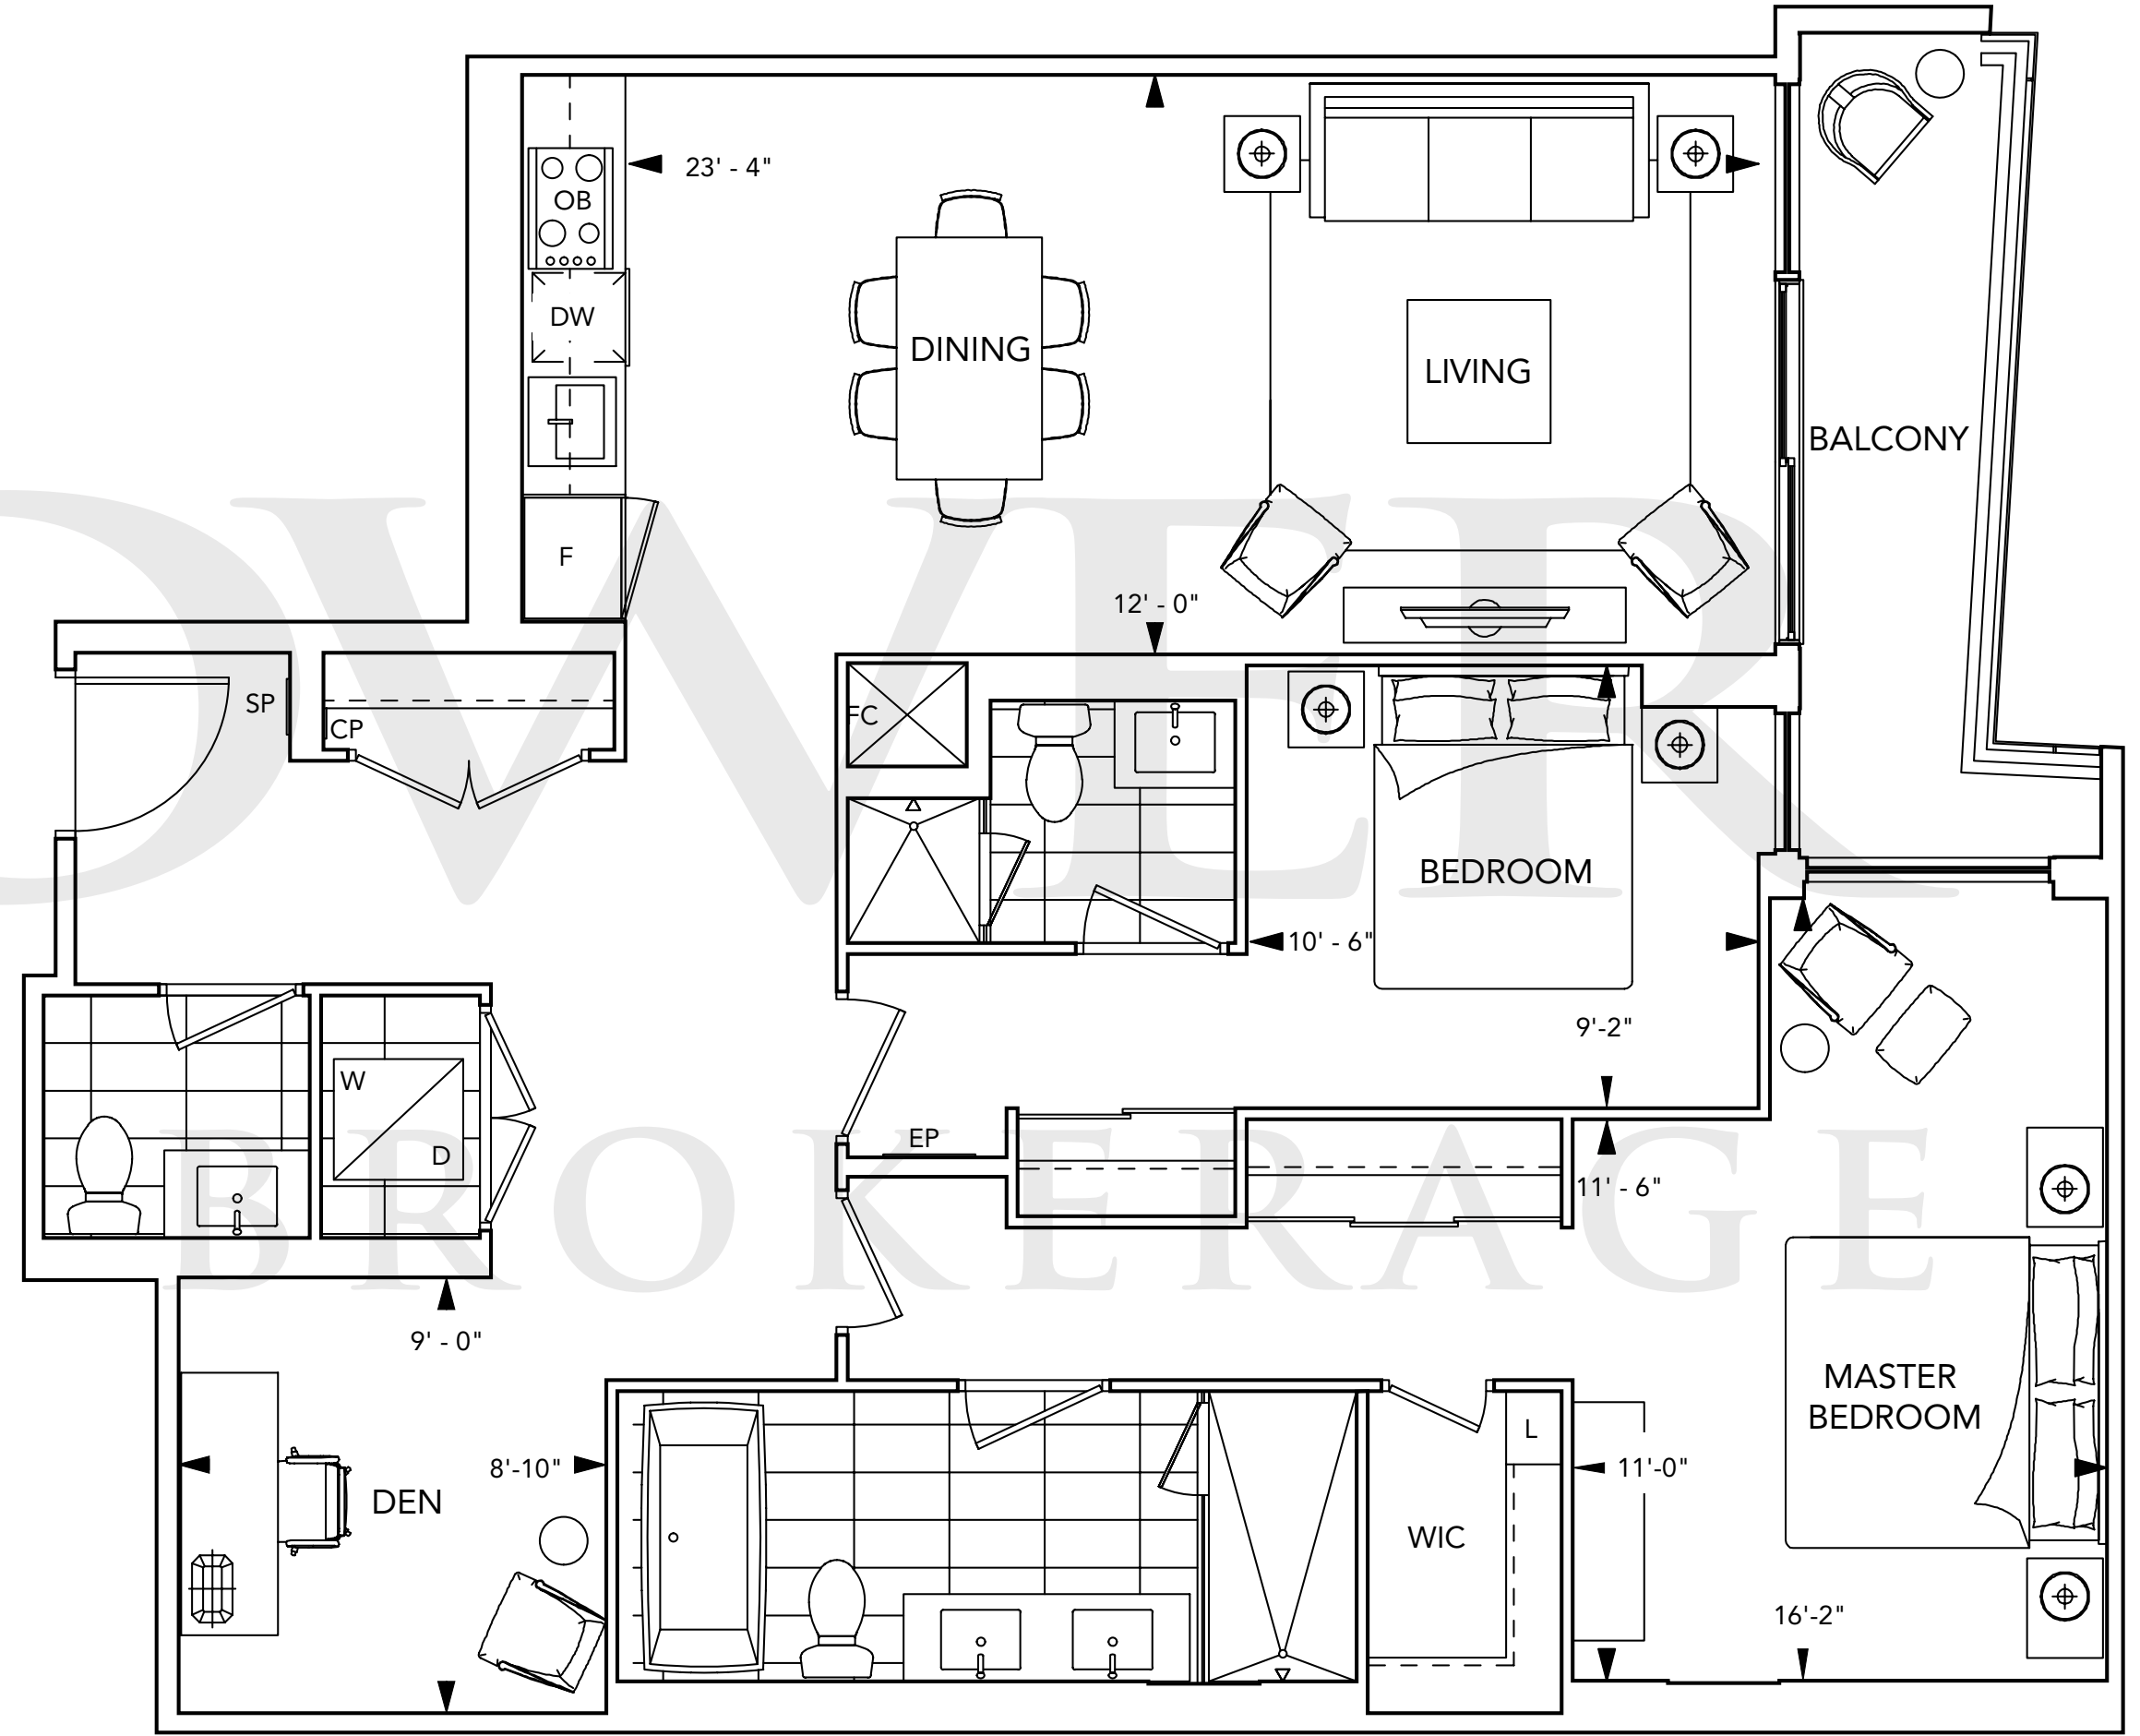 23' - 4"
OB
DW
DINING
LIVING
BALCONY
F
12' - 0"
SP
CP
FC
BEDROOM
10' - 6"
9'-2"
W
D
EP
11' - 6"
9' - 0"
MASTER
BEDROOM
L
8'-10"
11'-0"
DEN
WIC
16'-2"
OWER
BROKERAGE